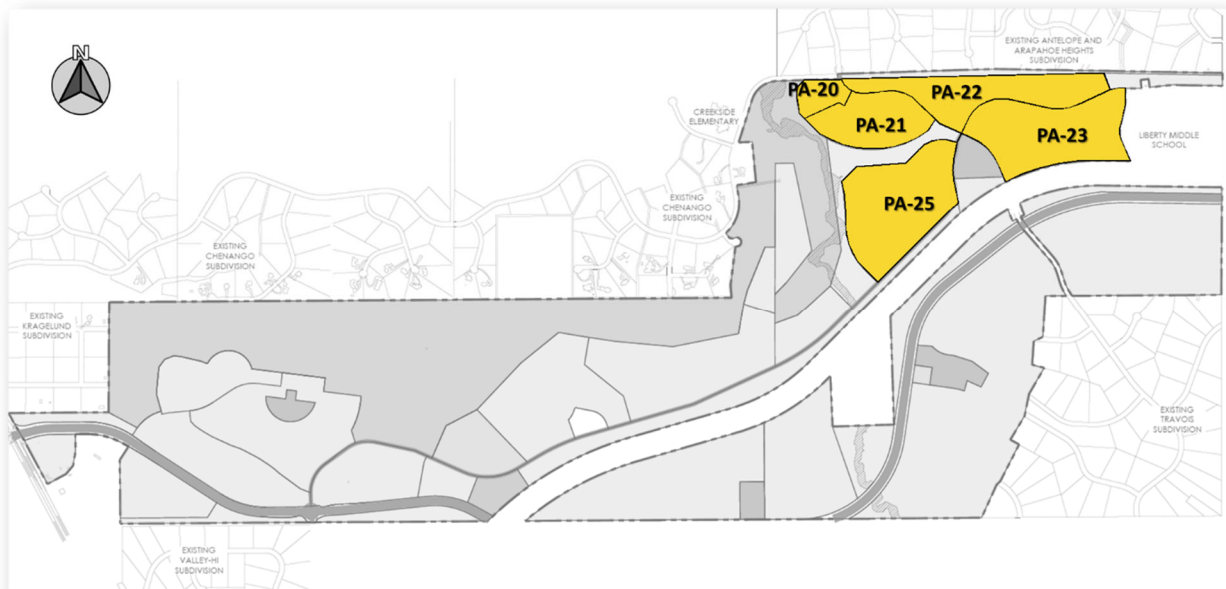 N
EXISTING ANTELOPE AND
ARAPAHOE HEIGHTS
SUBDIVISION
PA-20
PA-22
CREEKSIDE
ELEMENTARY
PA-21
PA-23
LIBERTY MIDDLE
SCHOOL
EXISTING
CHENANGO
SUBDIVISION
PA-25
EXISTING
CHENANGO
SUBDIVISION
EXISTING
KRAGELUND
SUBDIVISION
EXISTING
TRAVOIS
SUBDIVISION
EXISTING
VALLEY-HI
SUBDIVISION